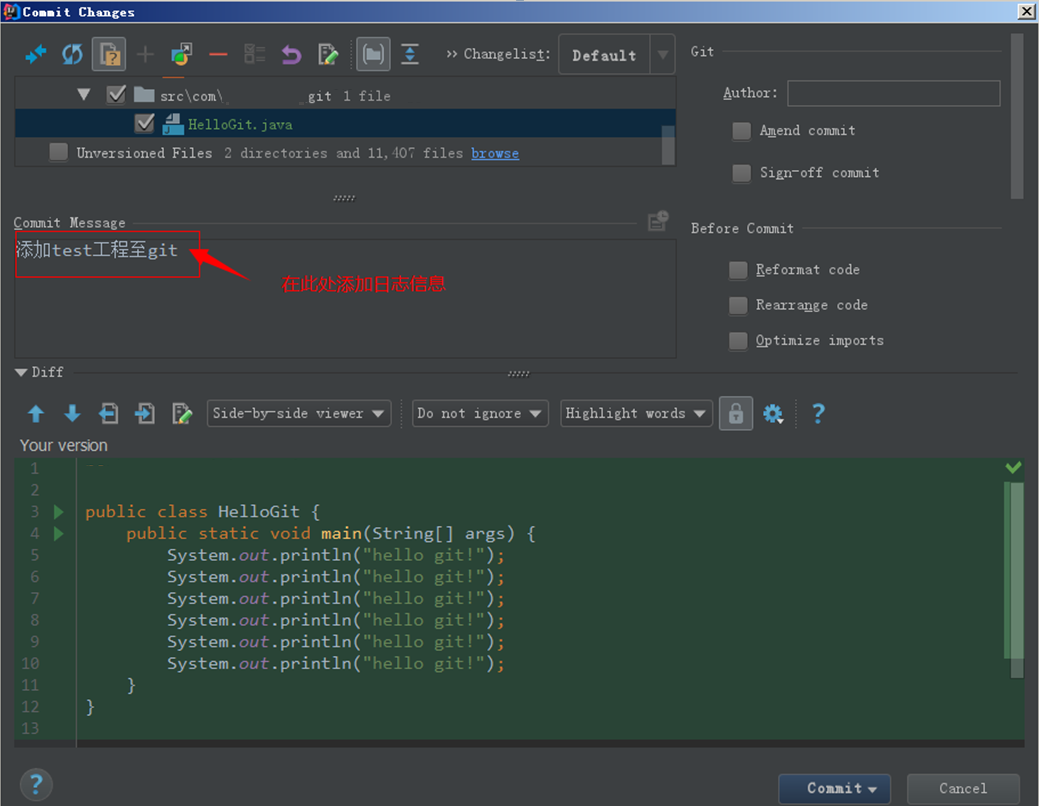 Commit Changes
Changelist: Default
Git
src\com\ git 1 file
Author:
HelloGit.java
Amend commit
Unversioned Files 2 directories and 11,407 files browse
Sign-off commit
Commit Message
Before Commit
添加test工程至git
在此处添加日志信息
Reformat code
Rearrange code
Optimize imports
Diff
Side-by-side viewer
Do not ignore
Highlight words
?
Your version
1
2
3 public class HelloGit {
4 public static void main(String[] args) {
5 System.out.println("hello git!");
6 System.out.println("hello git!");
7 System.out.println("hello git!");
8 System.out.println("hello git!");
9 System.out.println("hello git!");
10 System.out.println("hello git!");
11 }
12 }
13
?
Commit
Cancel